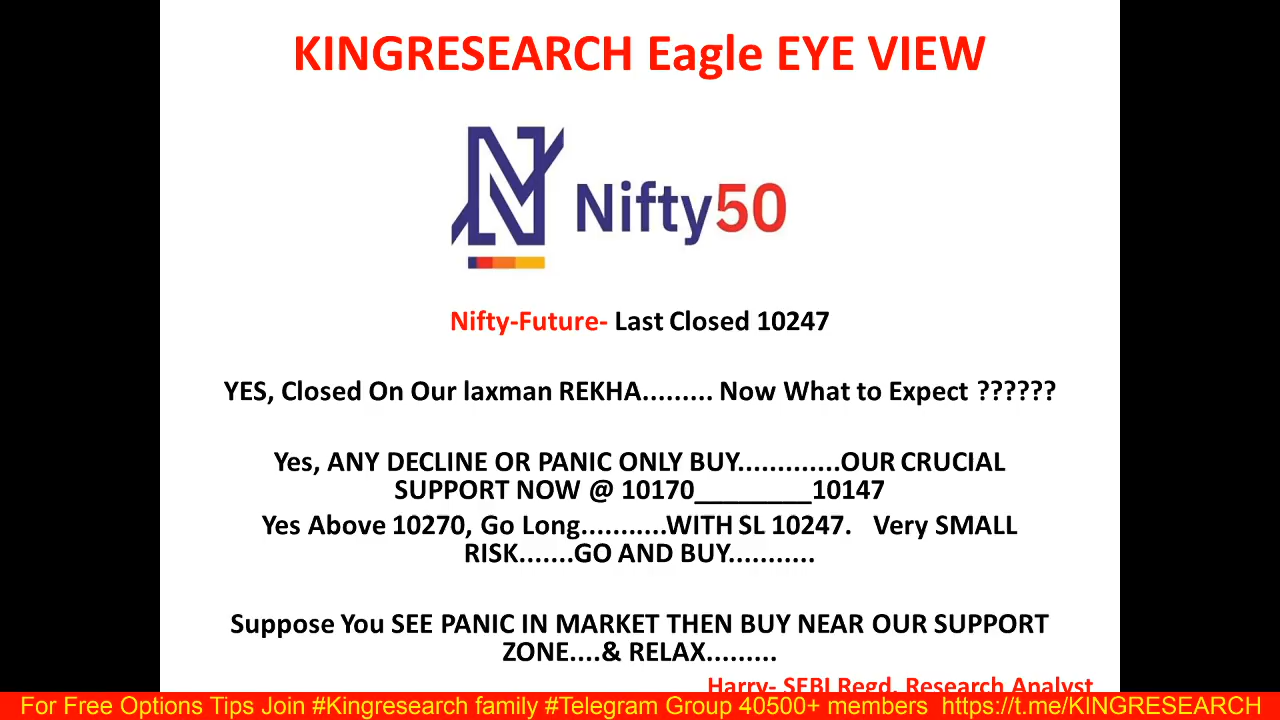 KINGRESEARCH Eagle EYE VIEW
Nifty50
Nifty-Future- Last Closed 10247
YES, Closed On Our laxman REKHA......... Now What to Expect ??????
Yes, ANY DECLINE OR PANIC ONLY BUY.............OUR CRUCIAL
SUPPORT NOW @ 10170________10147
Yes Above 10270, Go Long...........WITH SL 10247.   Very SMALL
RISK.......GO AND BUY...........
Suppose You SEE PANIC IN MARKET THEN BUY NEAR OUR SUPPORT
ZONE....& RELAX.........
Harry- SEBI Regd. Research Analyst
For Free Options Tips Join #Kingresearch family #Telegram Group 40500+ members  https://t.me/KINGRESEARCH